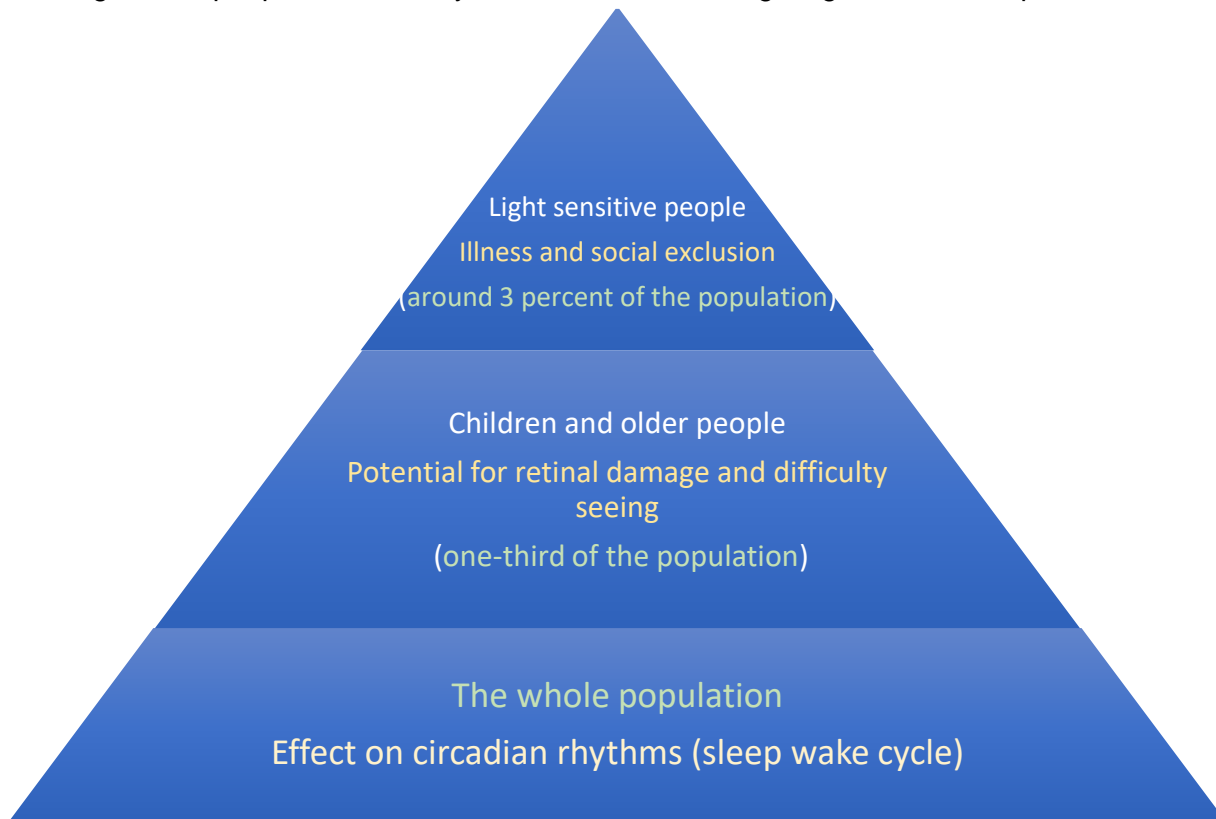 Light sensitive people
Illness and social exclusion
(around 3 percent of the population)
Children and older people
Potential for retinal damage and difficulty
seeing
(one-third of the population)
The whole population
Effect on circadian rhythms (sleep wake cycle)